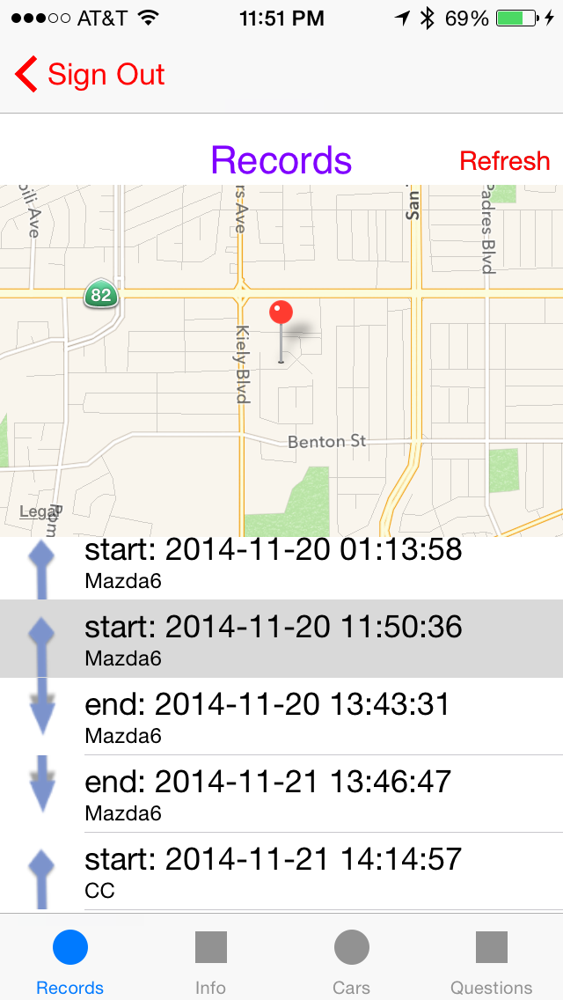 AT&T 11:51 PM 69%
Sign Out
Records Refresh
rs Ave
San
Padres Blvd
82
Kiely Blvd
Benton St
Legal
start: 2014-11-20 01:13:58
Mazda6
start: 2014-11-20 11:50:36
Mazda6
end: 2014-11-20 13:43:31
Mazda6
end: 2014-11-21 13:46:47
Mazda6
start: 2014-11-21 14:14:57
CC
Records Info Cars Questions